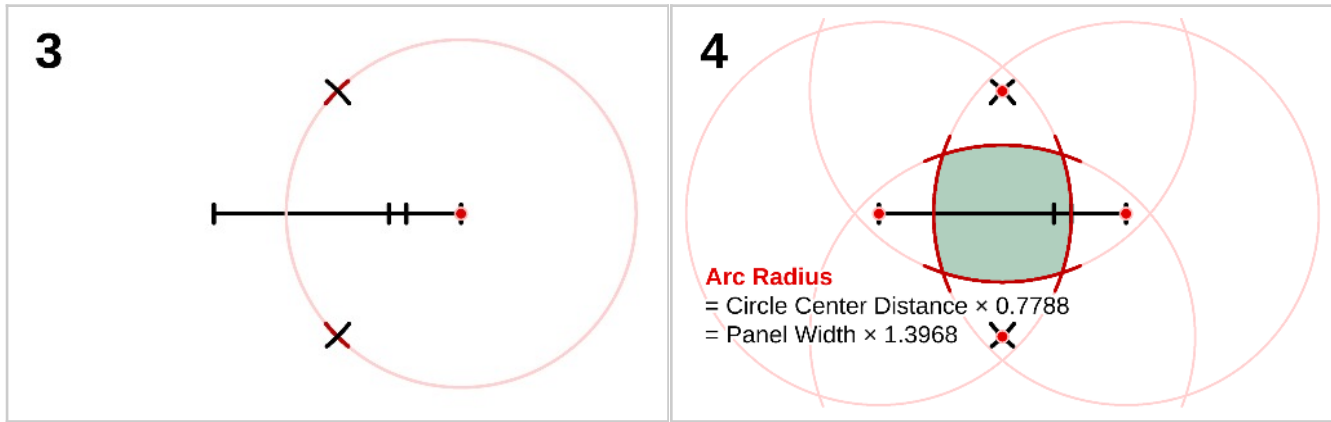 3
4
Arc Radius
= Circle Center Distance × 0.7788
= Panel Width × 1.3968